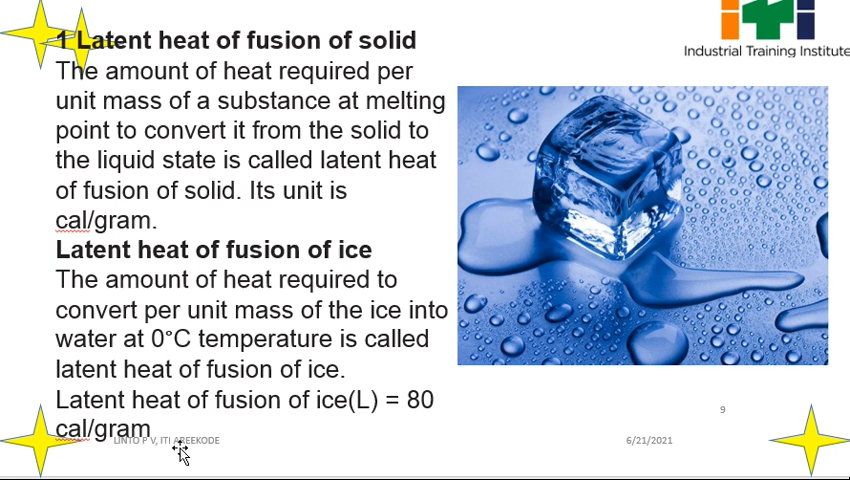 1 Latent heat of fusion of solid
The amount of heat required per
unit mass of a substance at melting
point to convert it from the solid to
the liquid state is called latent heat
of fusion of solid. Its unit is
cal/gram.
Latent heat of fusion of ice
The amount of heat required to
convert per unit mass of the ice into
water at 0°C temperature is called
latent heat of fusion of ice.
Latent heat of fusion of ice(L) = 80
cal/gram
iTi
Industrial Training Institute
9
LINTO P V, ITI AREEKODE
6/21/2021